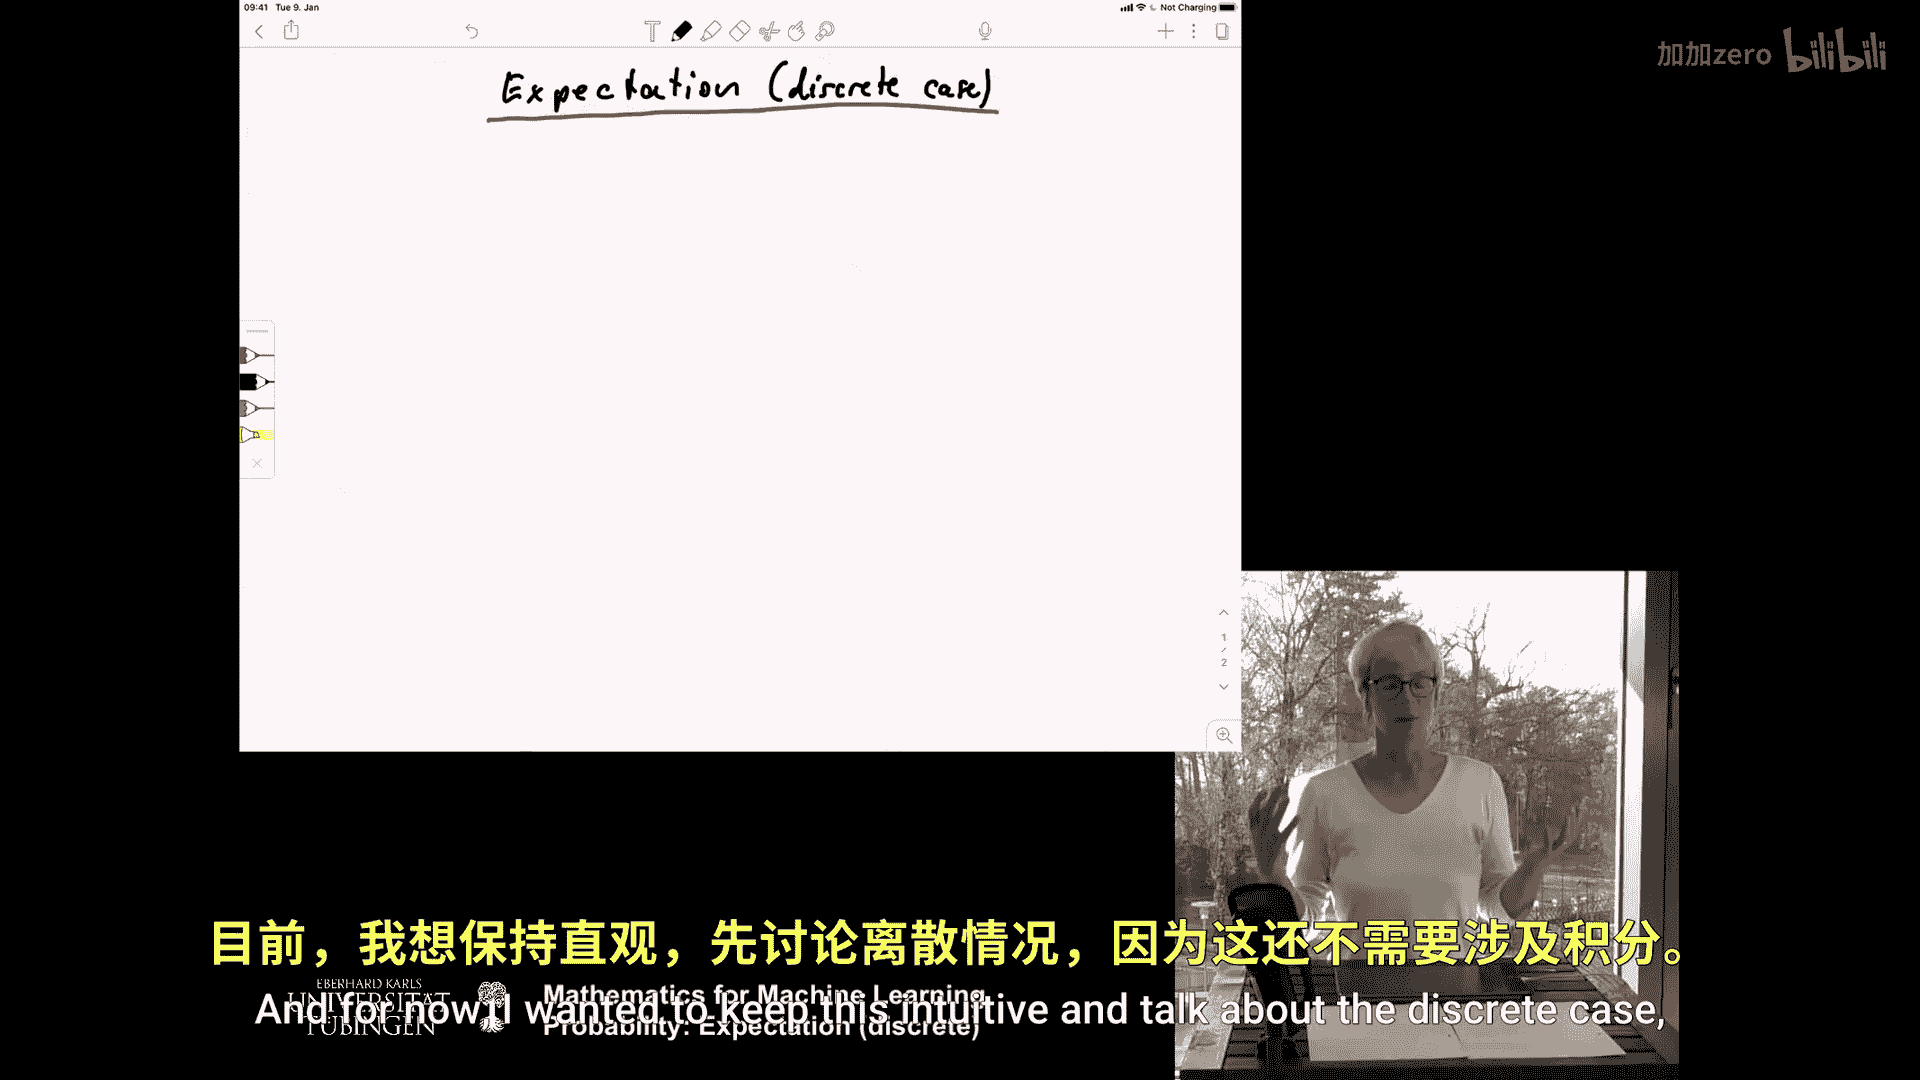 09:41 Tue 9. Jan
Not Charging
加加zero bilibili
Expectation (discrete case)
1
/
2
目前，我想保持直观，先讨论离散情况，因为这还不需要涉及积分。
And for now I wanted to keep this intuitive and talk about the discrete case,
EBERHARD KARLS
UNIVERSITÄT
TÜBINGEN
Mathematics for Machine Learning
Probability: Expectation (discrete)